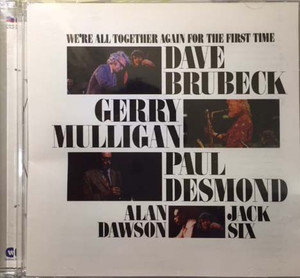 WE'RE ALL TOGETHER AGAIN FOR THE FIRST TIME
DAVE
BRUBECK
GERRY
MULLIGAN
PAUL
DESMOND
ALAN
DAWSON
JACK
SIX